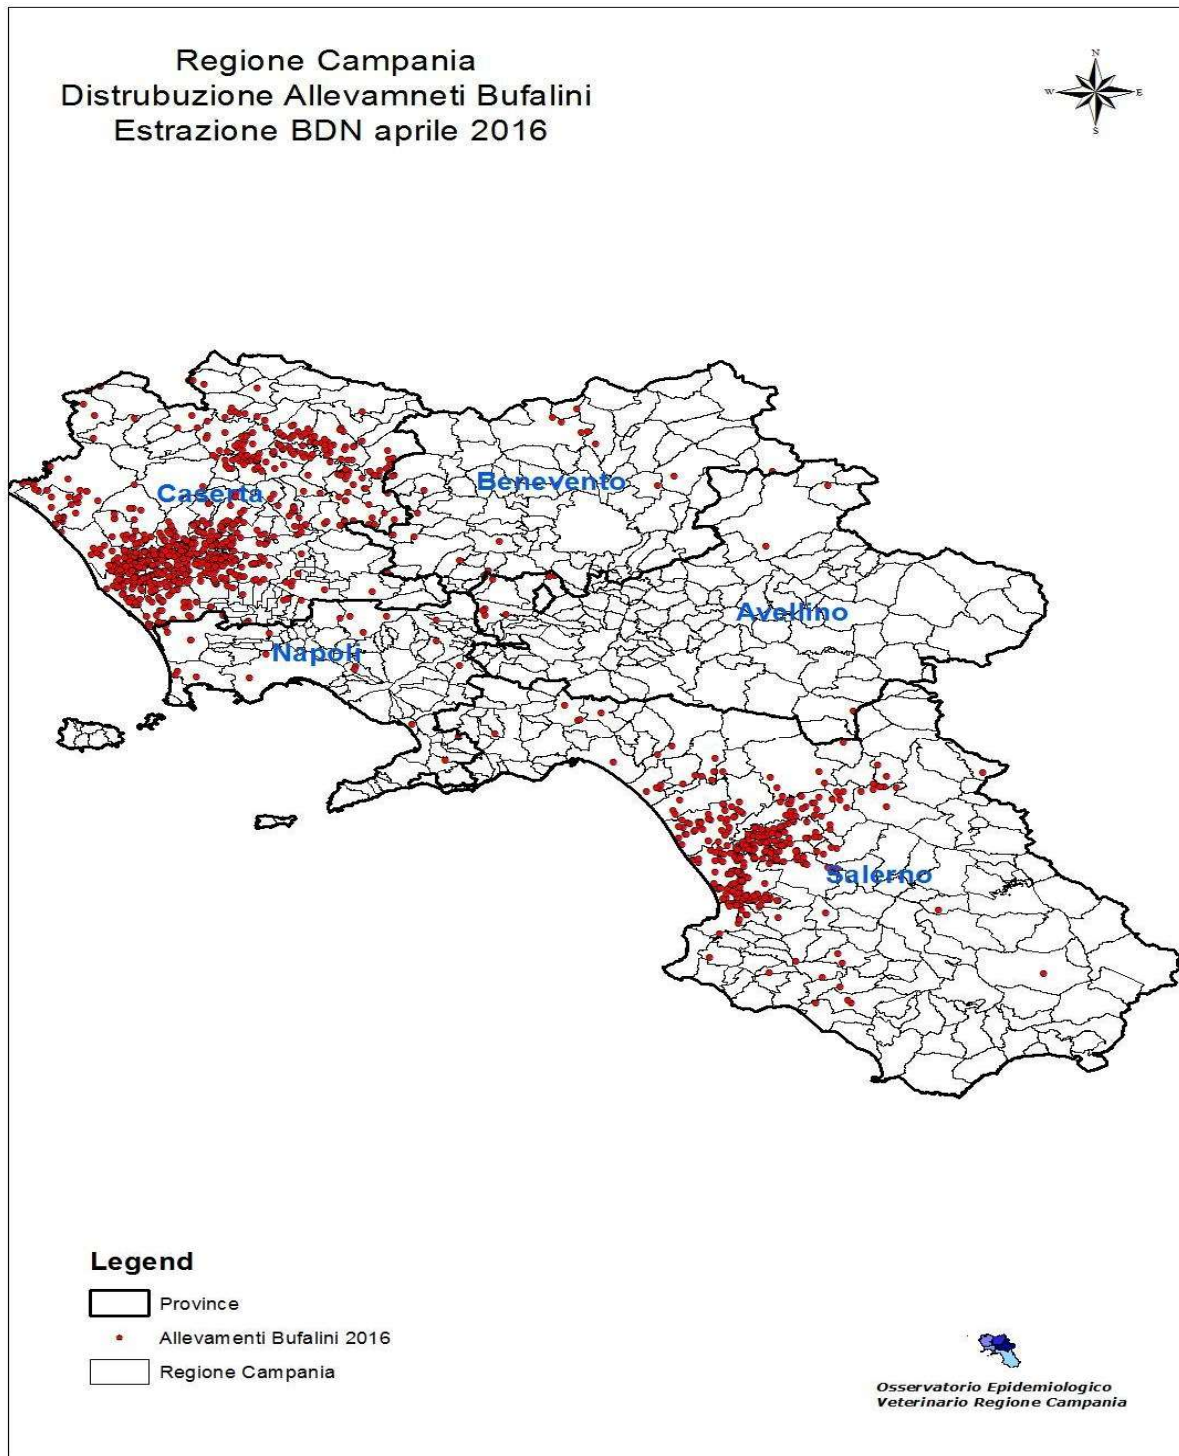 Regione Campania
Distrubuzione Allevamneti Bufalini
Estrazione BDN aprile 2016
N
W E
S
Caserta
Benevento
Avellino
Napoli
Salerno
Legend
Province
Allevamenti Bufalini 2016
Regione Campania
Osservatorio Epidemiologico
Veterinario Regione Campania